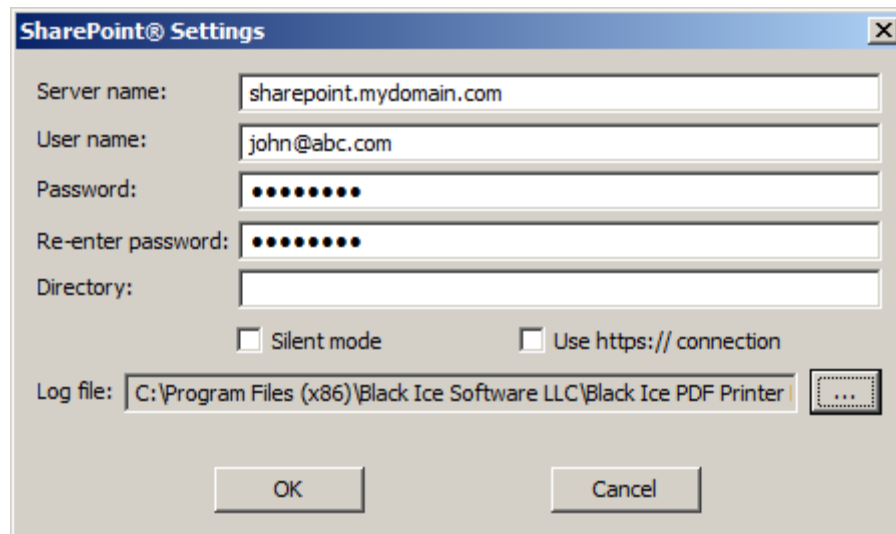 SharePoint® Settings
Server name: sharepoint.mydomain.com
User name: john@abc.com
Password: ••••••••
Re-enter password: ••••••••
Directory:
Silent mode Use https:// connection
Log file: C:\Program Files (x86)\Black Ice Software LLC\Black Ice PDF Printer ...
OK Cancel